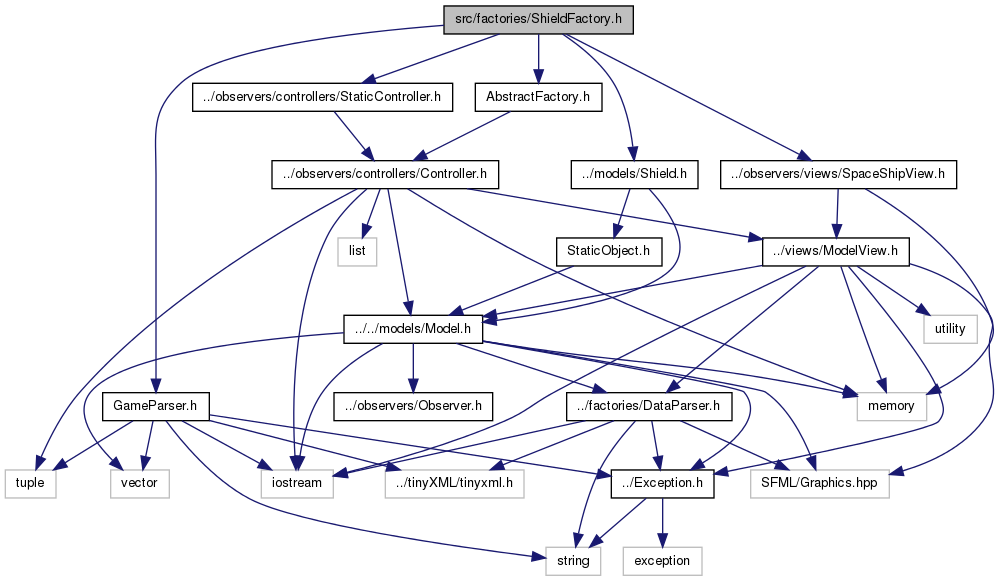 src/factories/ShieldFactory.h
../observers/controllers/StaticController.h
AbstractFactory.h
../observers/controllers/Controller.h
../models/Shield.h
../observers/views/SpaceShipView.h
list
StaticObject.h
../views/ModelView.h
../../models/Model.h
utility
GameParser.h
../observers/Observer.h
../factories/DataParser.h
memory
tuple
vector
iostream
../tinyXML/tinyxml.h
../Exception.h
SFML/Graphics.hpp
string
exception